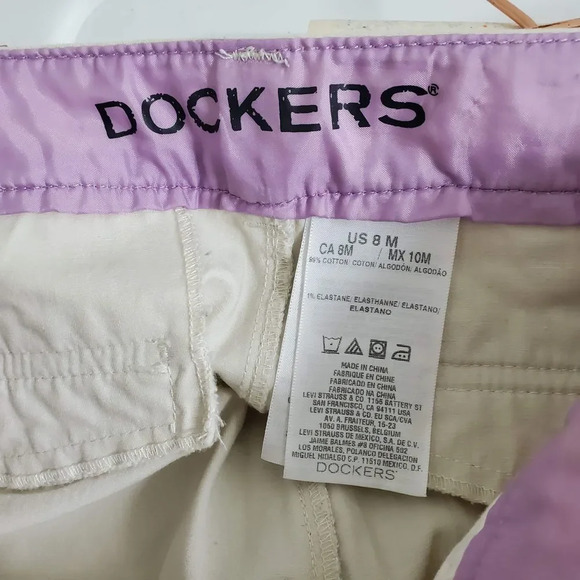 DOCKERS®
US 8 M
CA 8M / MX 10M
99% COTTON/ COTON/ ALGODÓN/ ALGODÃO
1% ELASTANE/ ELASTHANNE/ ELASTANO/
ELASTANO
MADE IN CHINA
FABRIQUE EN CHINE
FABRICADO EN CHINA
FABRICADO EM CHINA
LEVI STRAUSS & CO. 1155 BATTERY ST
SAN FRANCISCO, CA 94111 USA
LEVI STRAUSS & CO. EU SCA/CVA
AV. A. FRAITEUR, 15-23
1050 BRUSSELS, BELGIUM
LEVI STRAUSS DE MEXICO, S.A. DE C.V.
JAIME BALMES #8 OFICINA 502
LOS MORALES, POLANCO DELEGACION
MIGUEL HIDALGO C.P. 11510 MEXICO, D.F.
DOCKERS®